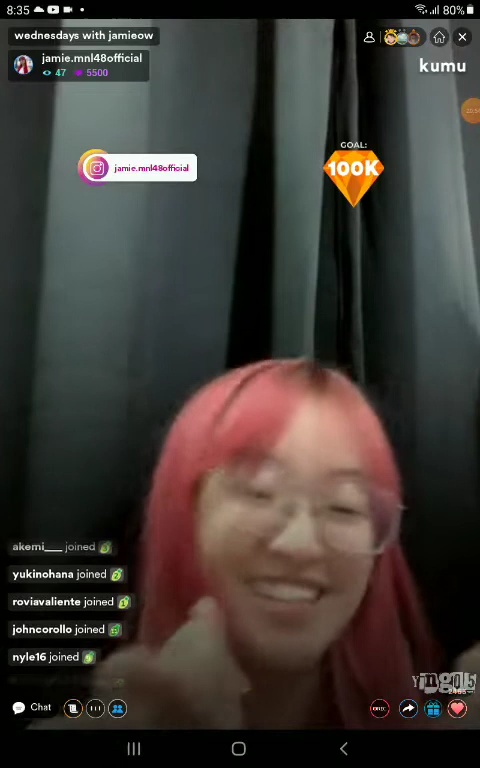 8:35
80%
wednesdays with jamieow
jamie.mnl48official
47 5500
kumu
GOAL:
100K
jamie.mnl48official
akemi___ joined
yukinohana joined
roviavaliente joined
johncorollo joined
nyle16 joined
Chat